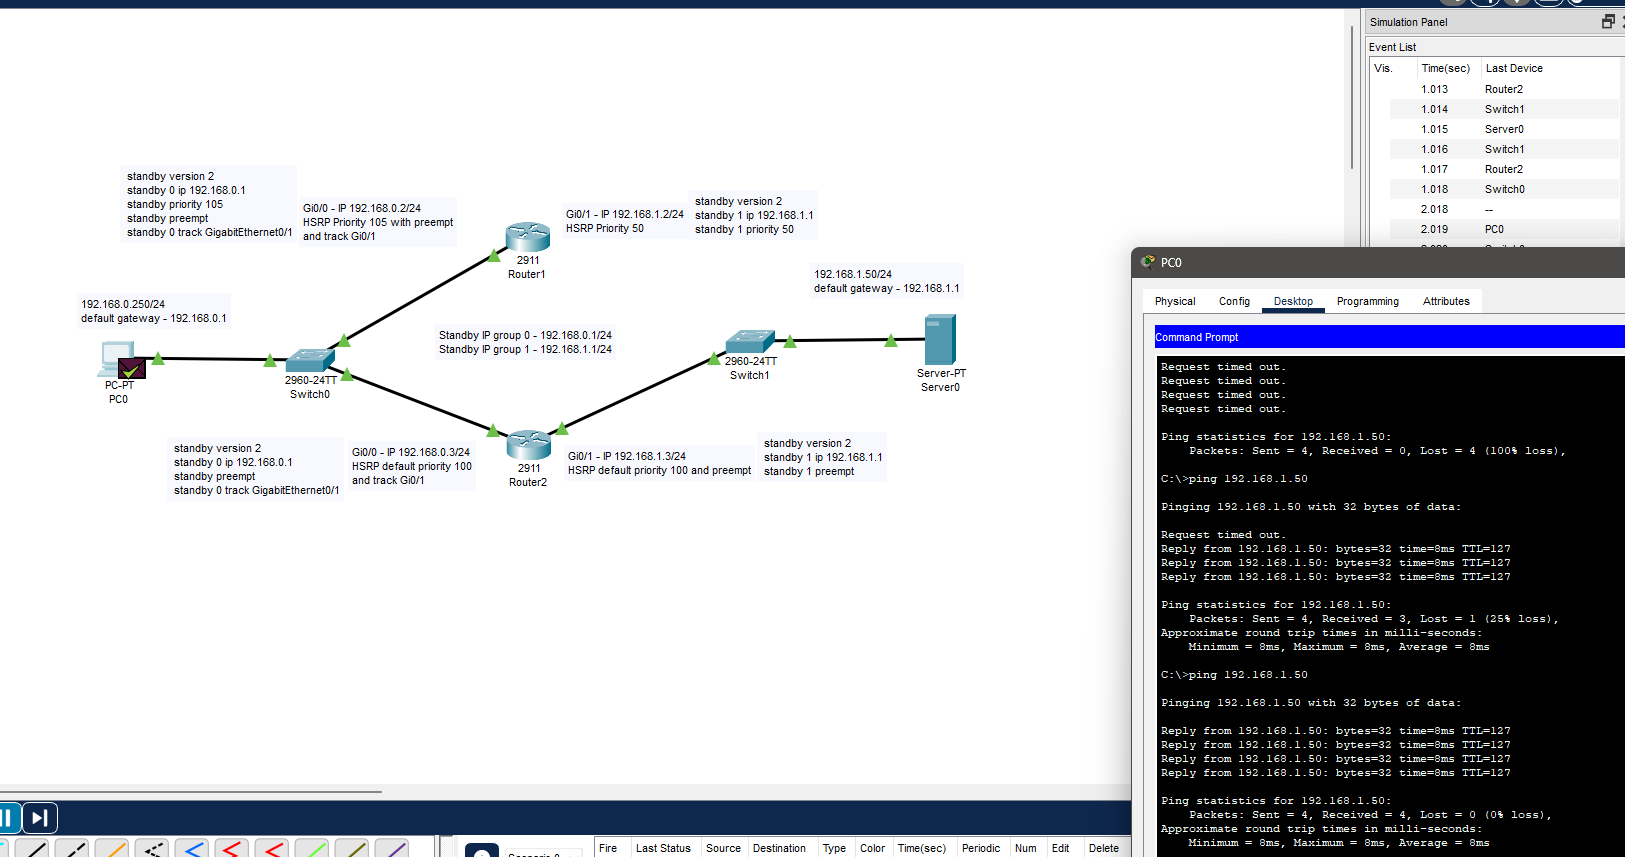 Simulation Panel
Event List
Vis. Time(sec) Last Device
1.013 Router2
1.014 Switch1
1.015 Server0
1.016 Switch1
1.017 Router2
1.018 Switch0
2.018 --
2.019 PC0
standby version 2
standby 0 ip 192.168.0.1
standby priority 105
standby preempt
standby 0 track GigabitEthernet0/1
Gi0/0 - IP 192.168.0.2/24
HSRP Priority 105 with preempt
and track Gi0/1
2911
Router1
Gi0/1 - IP 192.168.1.2/24
HSRP Priority 50
standby version 2
standby 1 ip 192.168.1.1
standby 1 priority 50
192.168.0.250/24
default gateway - 192.168.0.1
PC-PT
PC0
2960-24TT
Switch0
Standby IP group 0 - 192.168.0.1/24
Standby IP group 1 - 192.168.1.1/24
192.168.1.50/24
default gateway - 192.168.1.1
2960-24TT
Switch1
Server-PT
Server0
standby version 2
standby 0 ip 192.168.0.1
standby preempt
standby 0 track GigabitEthernet0/1
Gi0/0 - IP 192.168.0.3/24
HSRP default priority 100
and track Gi0/1
2911
Router2
Gi0/1 - IP 192.168.1.3/24
HSRP default priority 100 and preempt
standby version 2
standby 1 ip 192.168.1.1
standby 1 preempt
PC0
Physical Config Desktop Programming Attributes
Command Prompt
Request timed out.
Request timed out.
Request timed out.
Request timed out.
Ping statistics for 192.168.1.50:
Packets: Sent = 4, Received = 0, Lost = 4 (100% loss),
C:\>ping 192.168.1.50
Pinging 192.168.1.50 with 32 bytes of data:
Request timed out.
Reply from 192.168.1.50: bytes=32 time=8ms TTL=127
Reply from 192.168.1.50: bytes=32 time=8ms TTL=127
Reply from 192.168.1.50: bytes=32 time=8ms TTL=127
Ping statistics for 192.168.1.50:
Packets: Sent = 4, Received = 3, Lost = 1 (25% loss),
Approximate round trip times in milli-seconds:
Minimum = 8ms, Maximum = 8ms, Average = 8ms
C:\>ping 192.168.1.50
Pinging 192.168.1.50 with 32 bytes of data:
Reply from 192.168.1.50: bytes=32 time=8ms TTL=127
Reply from 192.168.1.50: bytes=32 time=8ms TTL=127
Reply from 192.168.1.50: bytes=32 time=8ms TTL=127
Reply from 192.168.1.50: bytes=32 time=8ms TTL=127
Ping statistics for 192.168.1.50:
Packets: Sent = 4, Received = 4, Lost = 0 (0% loss),
Approximate round trip times in milli-seconds:
Minimum = 8ms, Maximum = 8ms, Average = 8ms
Fire Last Status Source Destination Type Color Time(sec) Periodic Num Edit Delete